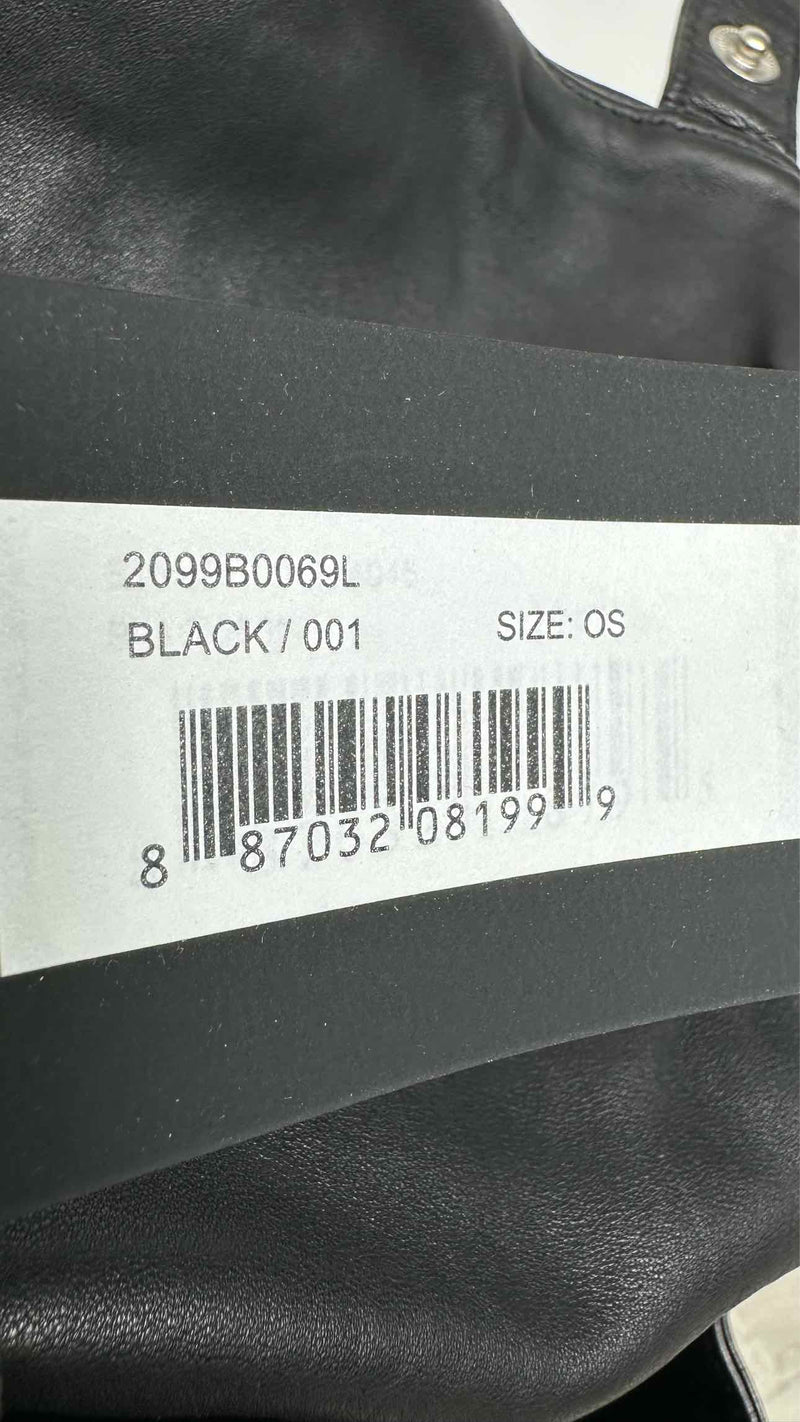 2099B0069L
BLACK / 001 SIZE: OS
8 87032 08199 9